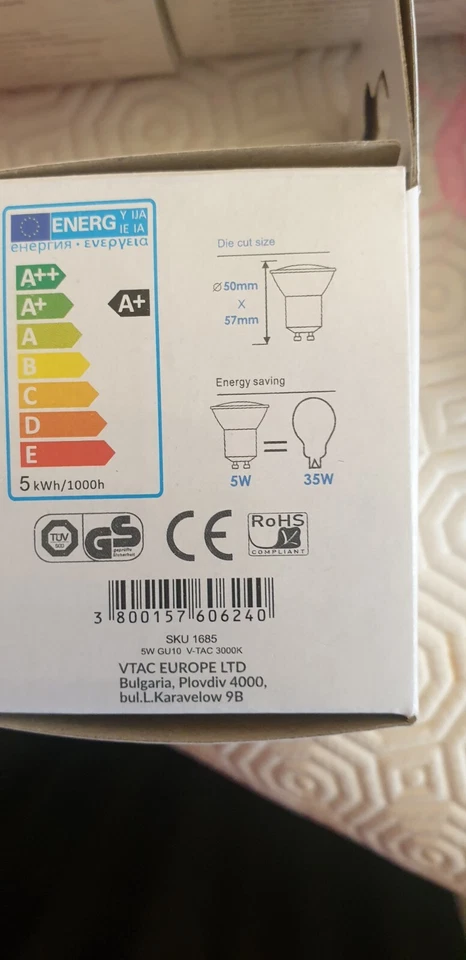 ENERG Y IJA
IE IA
енергия · ενεργεια
A++
A+
A+
A
B
C
D
E
5 kWh/1000h
Die cut size
Ø 50mm
X
57mm
Energy saving
5W = 35W
TÜV
SÜD
GS
geprüfte
Sicherheit
CE
RoHS
COMPLIANT
3 800157 606240
SKU 1685
5W GU10 V-TAC 3000K
VTAC EUROPE LTD
Bulgaria, Plovdiv 4000,
bul.L.Karavelow 9B